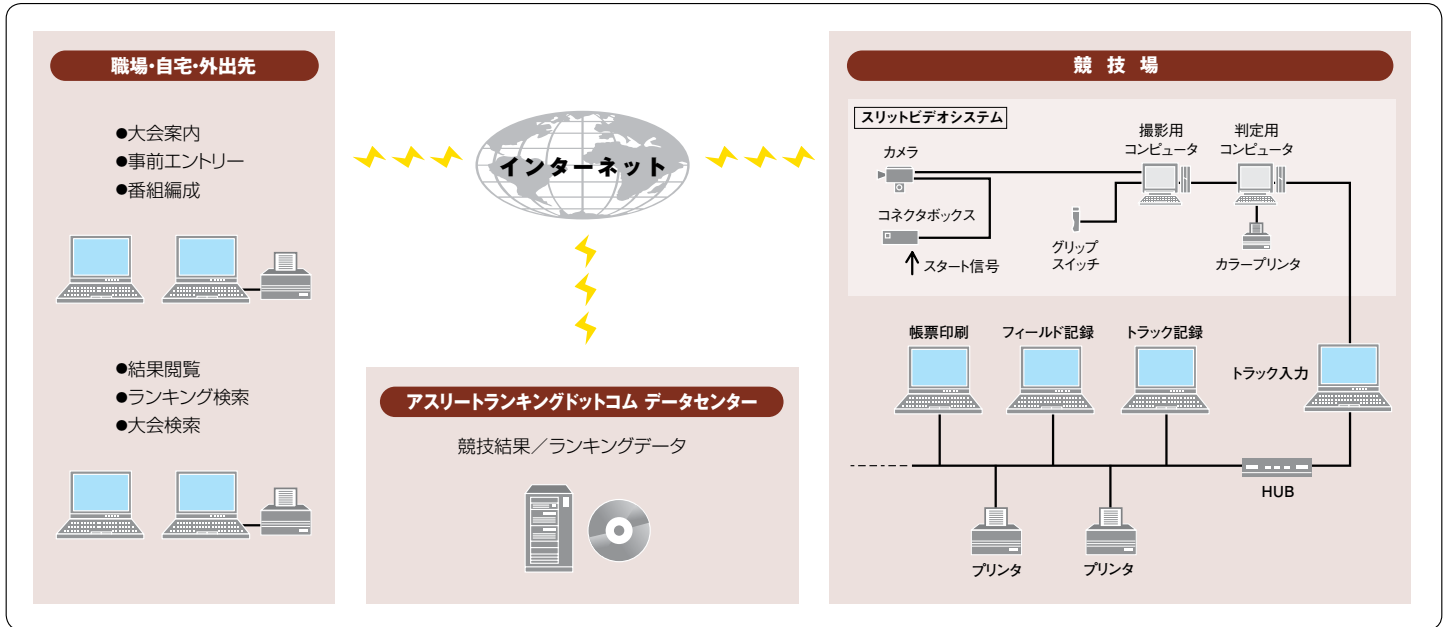 職場・自宅・外出先
●大会案内
●事前エントリー
●番組編成
●結果閲覧
●ランキング検索
●大会検索
インターネット
アスリートランキングドットコム データセンター
競技結果／ランキングデータ
競技場
スリットビデオシステム
カメラ
コネクタボックス
スタート信号
グリップ
スイッチ
撮影用
コンピュータ
判定用
コンピュータ
カラープリンタ
帳票印刷
フィールド記録
トラック記録
トラック入力
HUB
プリンタ
プリンタ